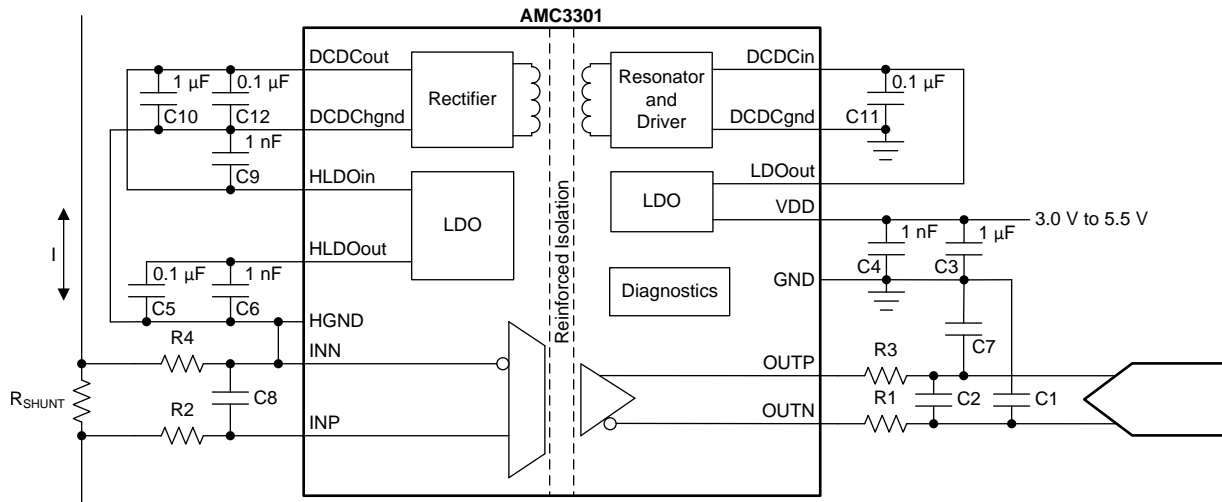 AMC3301
DCDCout
DCDCin
1 µF
0.1 µF
Rectifier
Resonator
and
Driver
0.1 µF
C10
C12
DCDChgnd
DCDCgnd
C11
1 nF
C9
HLDOin
LDOout
LDO
LDO
VDD
3.0 V to 5.5 V
I
Reinforced Isolation
HLDOout
1 nF
1 µF
0.1 µF
1 nF
C4
C3
C5
C6
GND
Diagnostics
HGND
R4
INN
C7
OUTP
R3
RSHUNT
C8
C2
C1
R2
INP
OUTN
R1